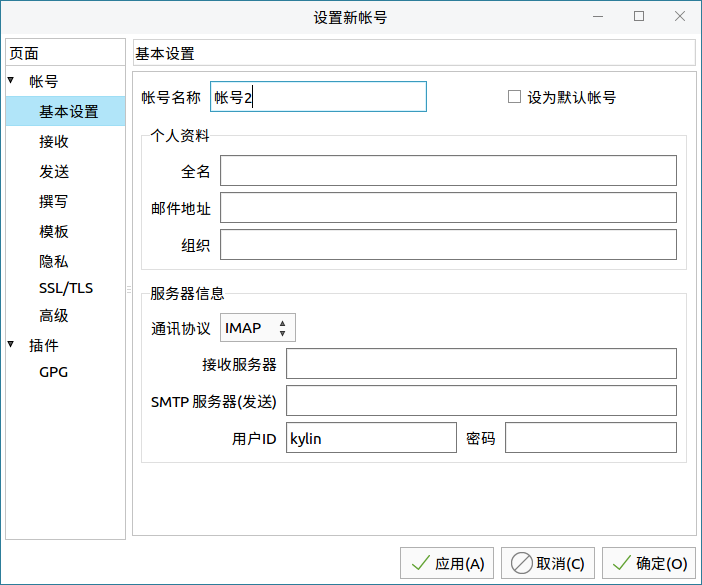 设置新帐号
页面
帐号
基本设置
接收
发送
撰写
模板
隐私
SSL/TLS
高级
插件
GPG
基本设置
帐号名称 帐号2 设为默认帐号
个人资料
全名
邮件地址
组织
服务器信息
通讯协议 IMAP
接收服务器
SMTP 服务器(发送)
用户ID kylin 密码
应用(A) 取消(C) 确定(O)